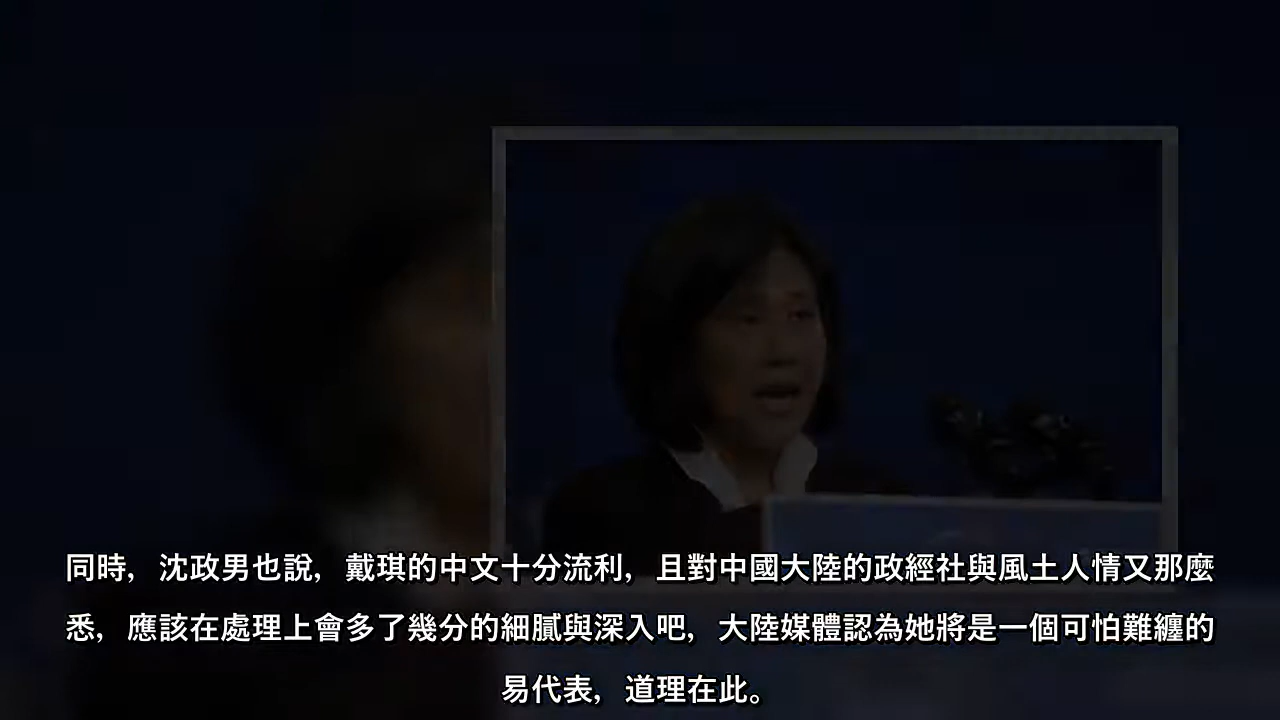 同時，沈政男也說，戴琪的中文十分流利，且對中國大陸的政經社與風土人情又那麼
悉，應該在處理上會多了幾分的細膩與深入吧，大陸媒體認為她將是一個可怕難纏的
易代表，道理在此。